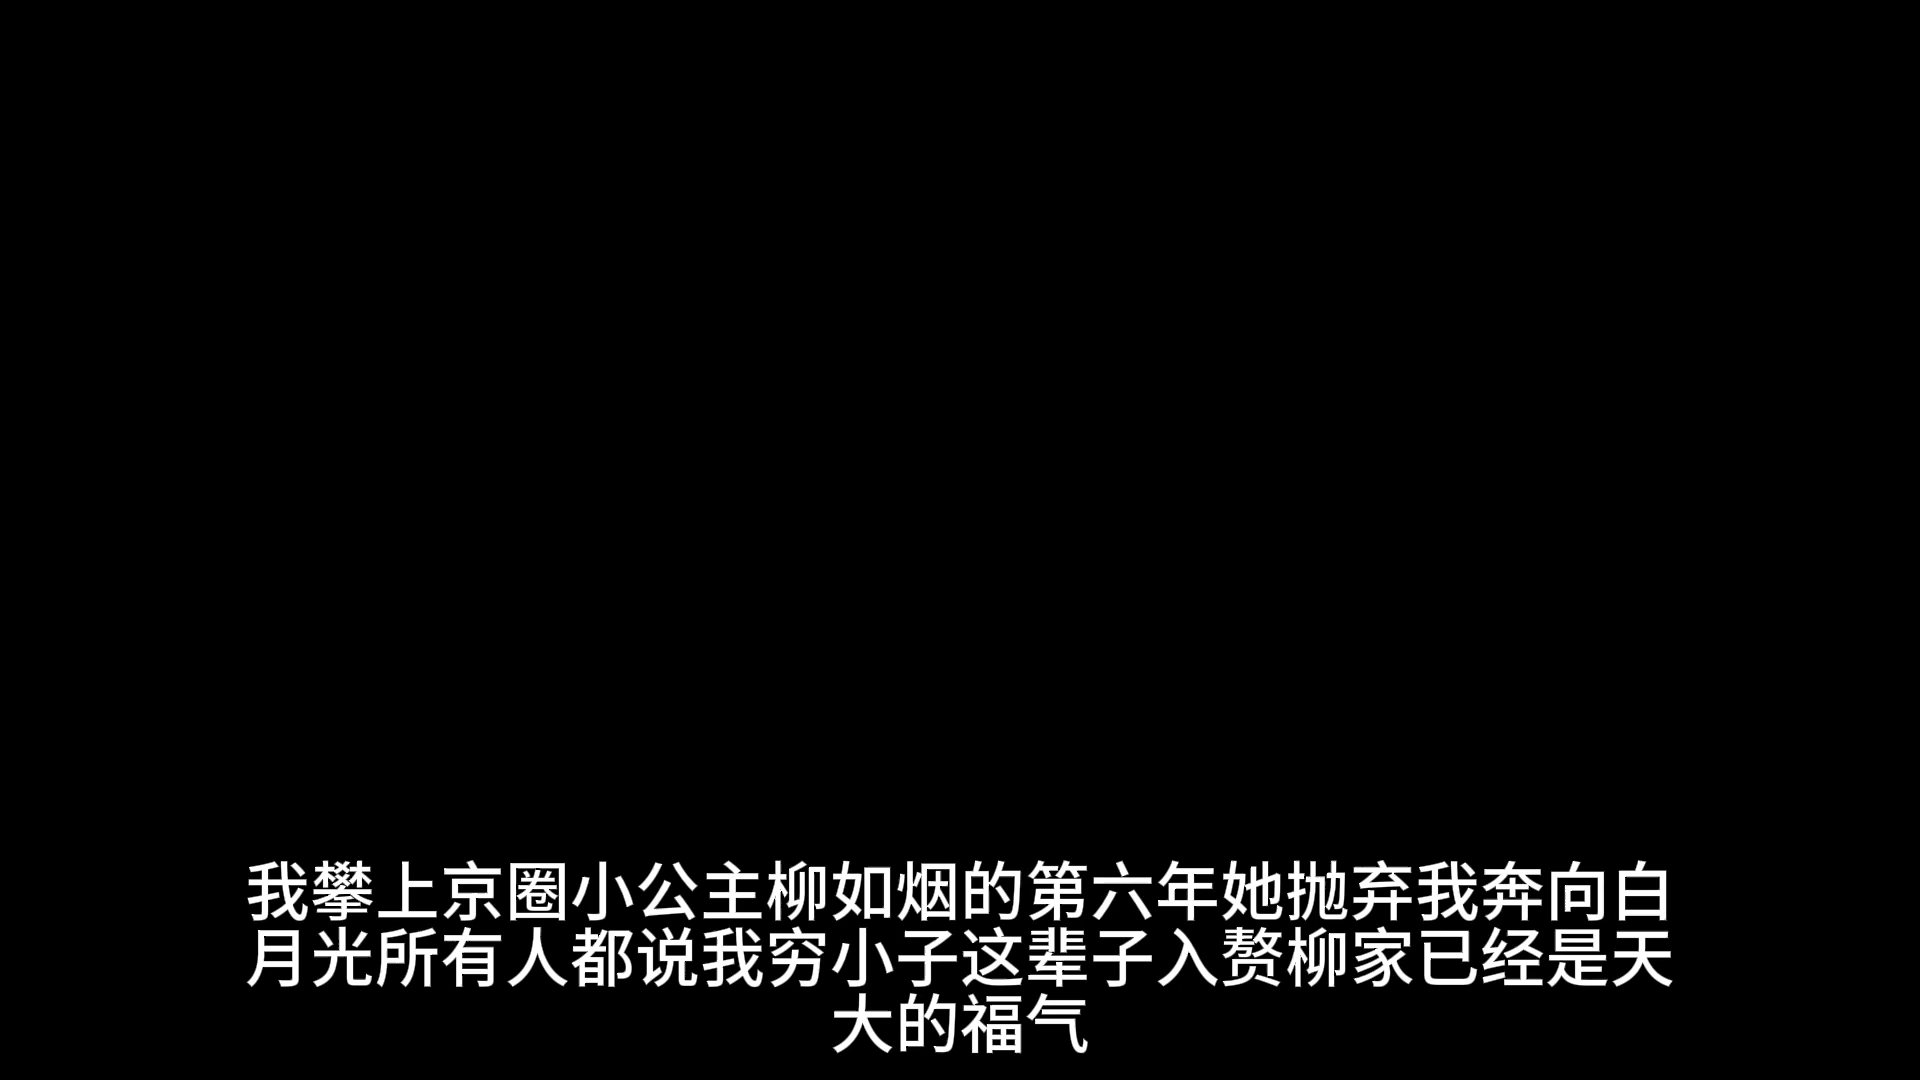 我攀上京圈小公主柳如烟的第六年她抛弃我奔向白
月光所有人都说我穷小子这辈子入赘柳家已经是天
大的福气